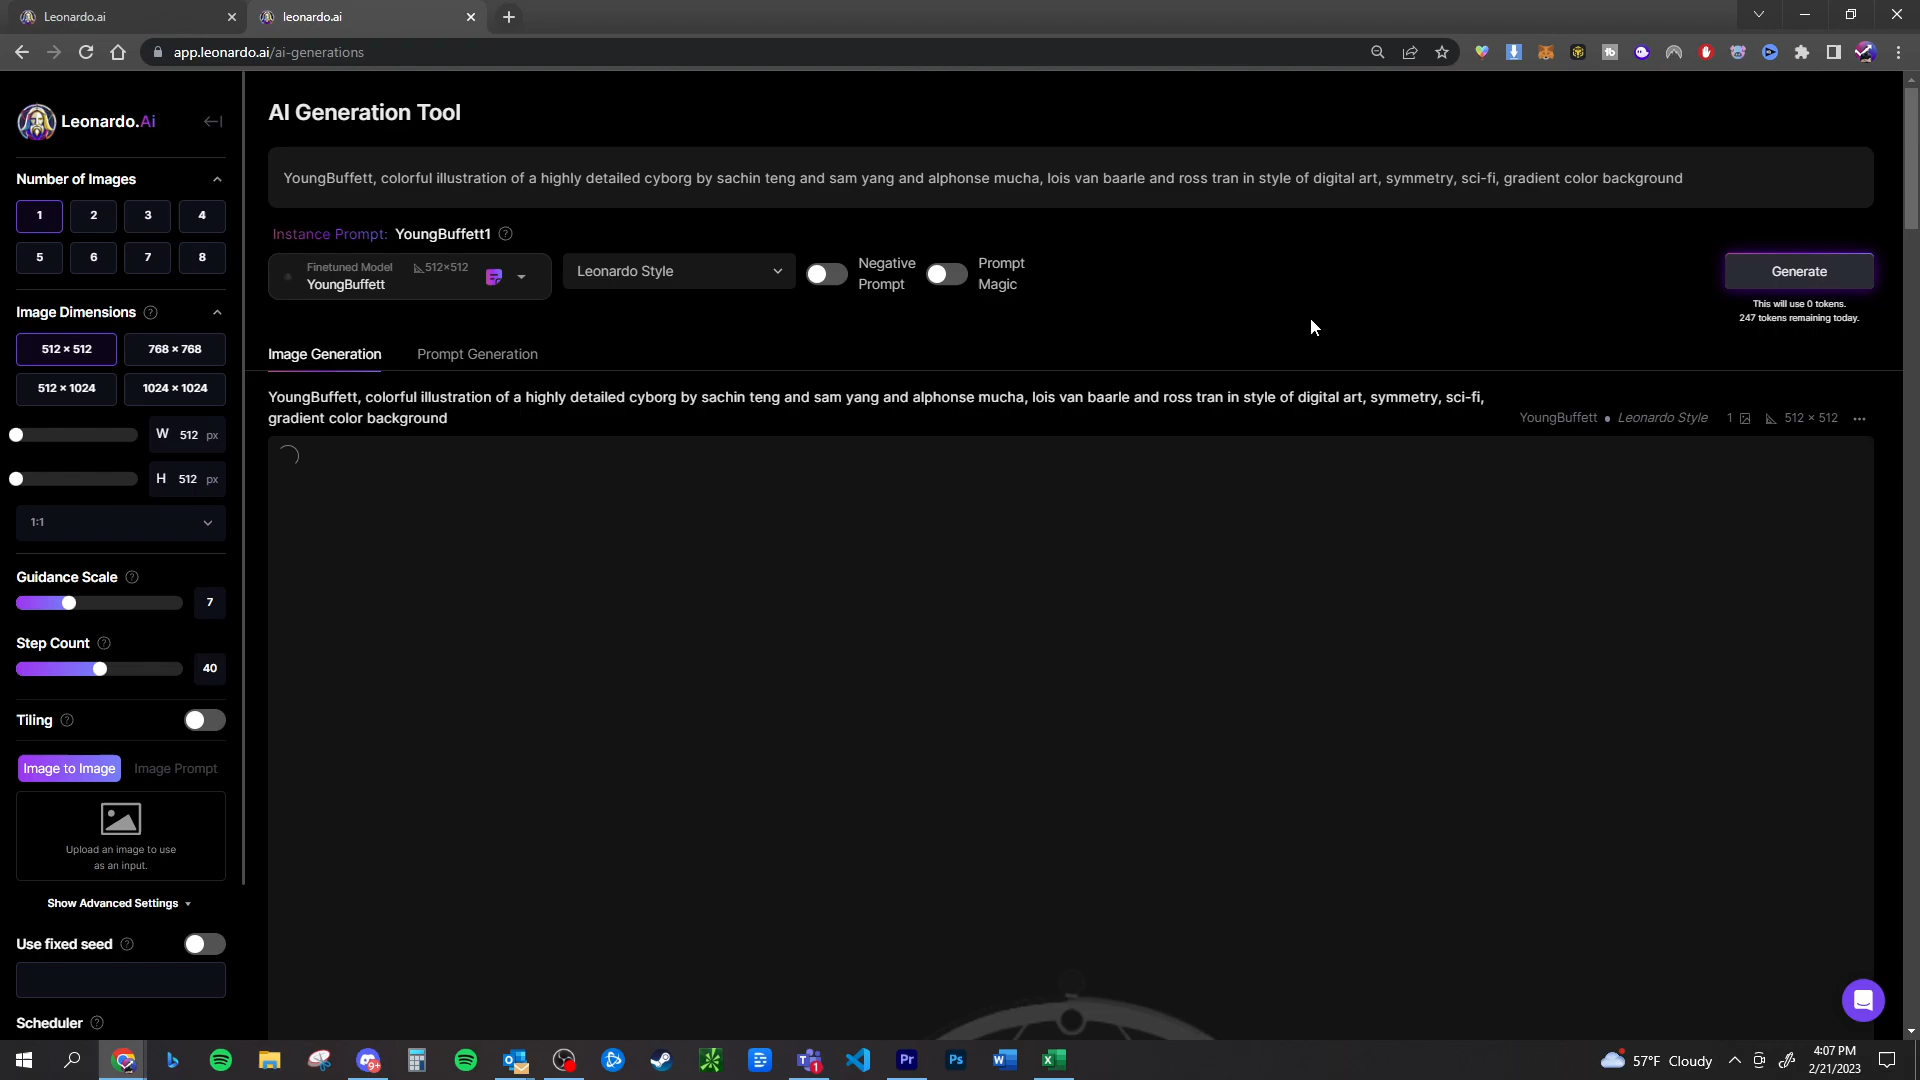 Leonardo.ai
leonardo.ai
app.leonardo.ai/ai-generations
Leonardo.Ai
AI Generation Tool
YoungBuffett, colorful illustration of a highly detailed cyborg by sachin teng and sam yang and alphonse mucha, lois van baarle and ross tran in style of digital art, symmetry, sci-fi, gradient color background
Number of Images
1 2 3 4
5 6 7 8
Instance Prompt: YoungBuffett1 ?
Finetuned Model 512×512
YoungBuffett
Leonardo Style
Negative
Prompt
Prompt
Magic
Generate
This will use 0 tokens.
247 tokens remaining today.
Image Dimensions ?
512 × 512 768 × 768
512 × 1024 1024 × 1024
W 512 px
H 512 px
1:1
Image Generation Prompt Generation
YoungBuffett, colorful illustration of a highly detailed cyborg by sachin teng and sam yang and alphonse mucha, lois van baarle and ross tran in style of digital art, symmetry, sci-fi,
gradient color background
YoungBuffett • Leonardo Style 1 512 × 512 ...
Guidance Scale ?
7
Step Count ?
40
Tiling ?
Image to Image Image Prompt
Upload an image to use
as an input.
Show Advanced Settings
Use fixed seed ?
Scheduler ?
b 9+ T 1 Pr Ps W X
57°F Cloudy
4:07 PM
2/21/2023